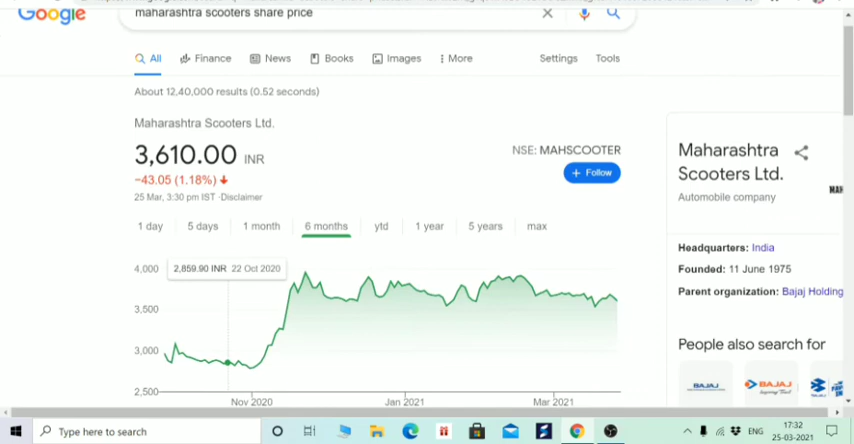 Google
maharashtra scooters share price
All Finance News Books Images More Settings Tools
About 12,40,000 results (0.52 seconds)
Maharashtra Scooters Ltd.
3,610.00 INR
−43.05 (1.18%)
25 Mar, 3:30 pm IST · Disclaimer
NSE: MAHSCOOTER
+ Follow
1 day 5 days 1 month 6 months ytd 1 year 5 years max
4,000
3,500
3,000
2,500
2,859.90 INR 22 Oct 2020
Nov 2020 Jan 2021 Mar 2021
Maharashtra
Scooters Ltd.
Automobile company
Headquarters: India
Founded: 11 June 1975
Parent organization: Bajaj Holding
People also search for
BAJAJ
Type here to search
ENG
17:32
25-03-2021